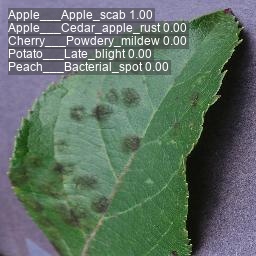 Apple___Apple_scab 1.00
Apple___Cedar_apple_rust 0.00
Cherry___Powdery_mildew 0.00
Potato___Late_blight 0.00
Peach___Bacterial_spot 0.00